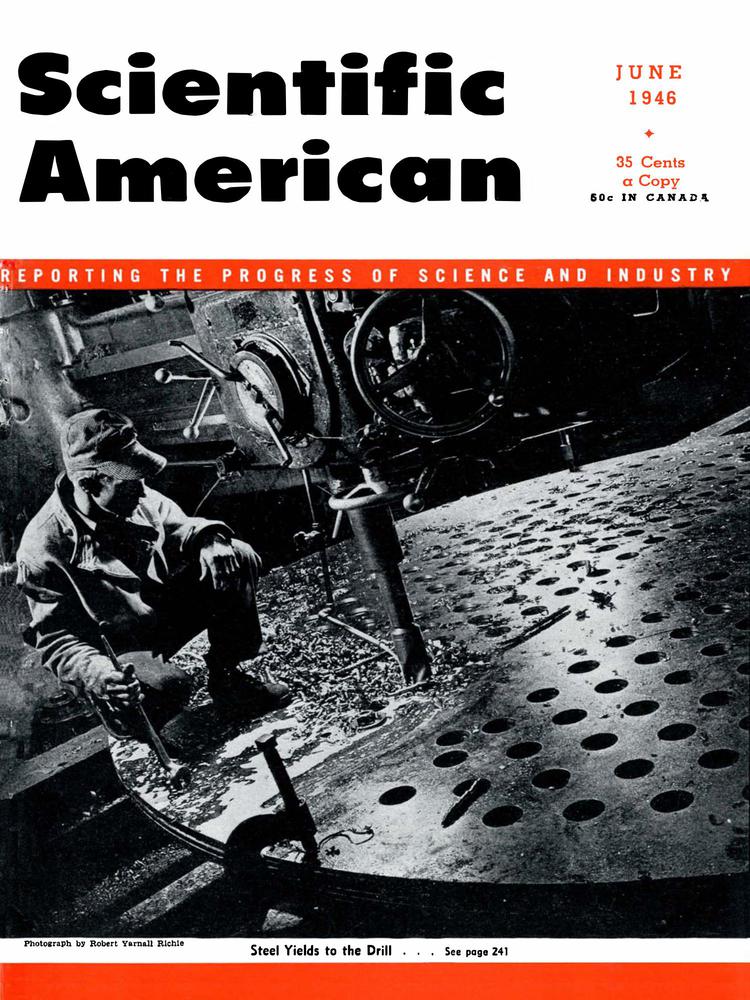 Scientific
American
JUNE
1946
35 Cents
a Copy
50c IN CANADA
REPORTING THE PROGRESS OF SCIENCE AND INDUSTRY
Photograph by Robert Yarnall Richie
Steel Yields to the Drill . . . See page 241